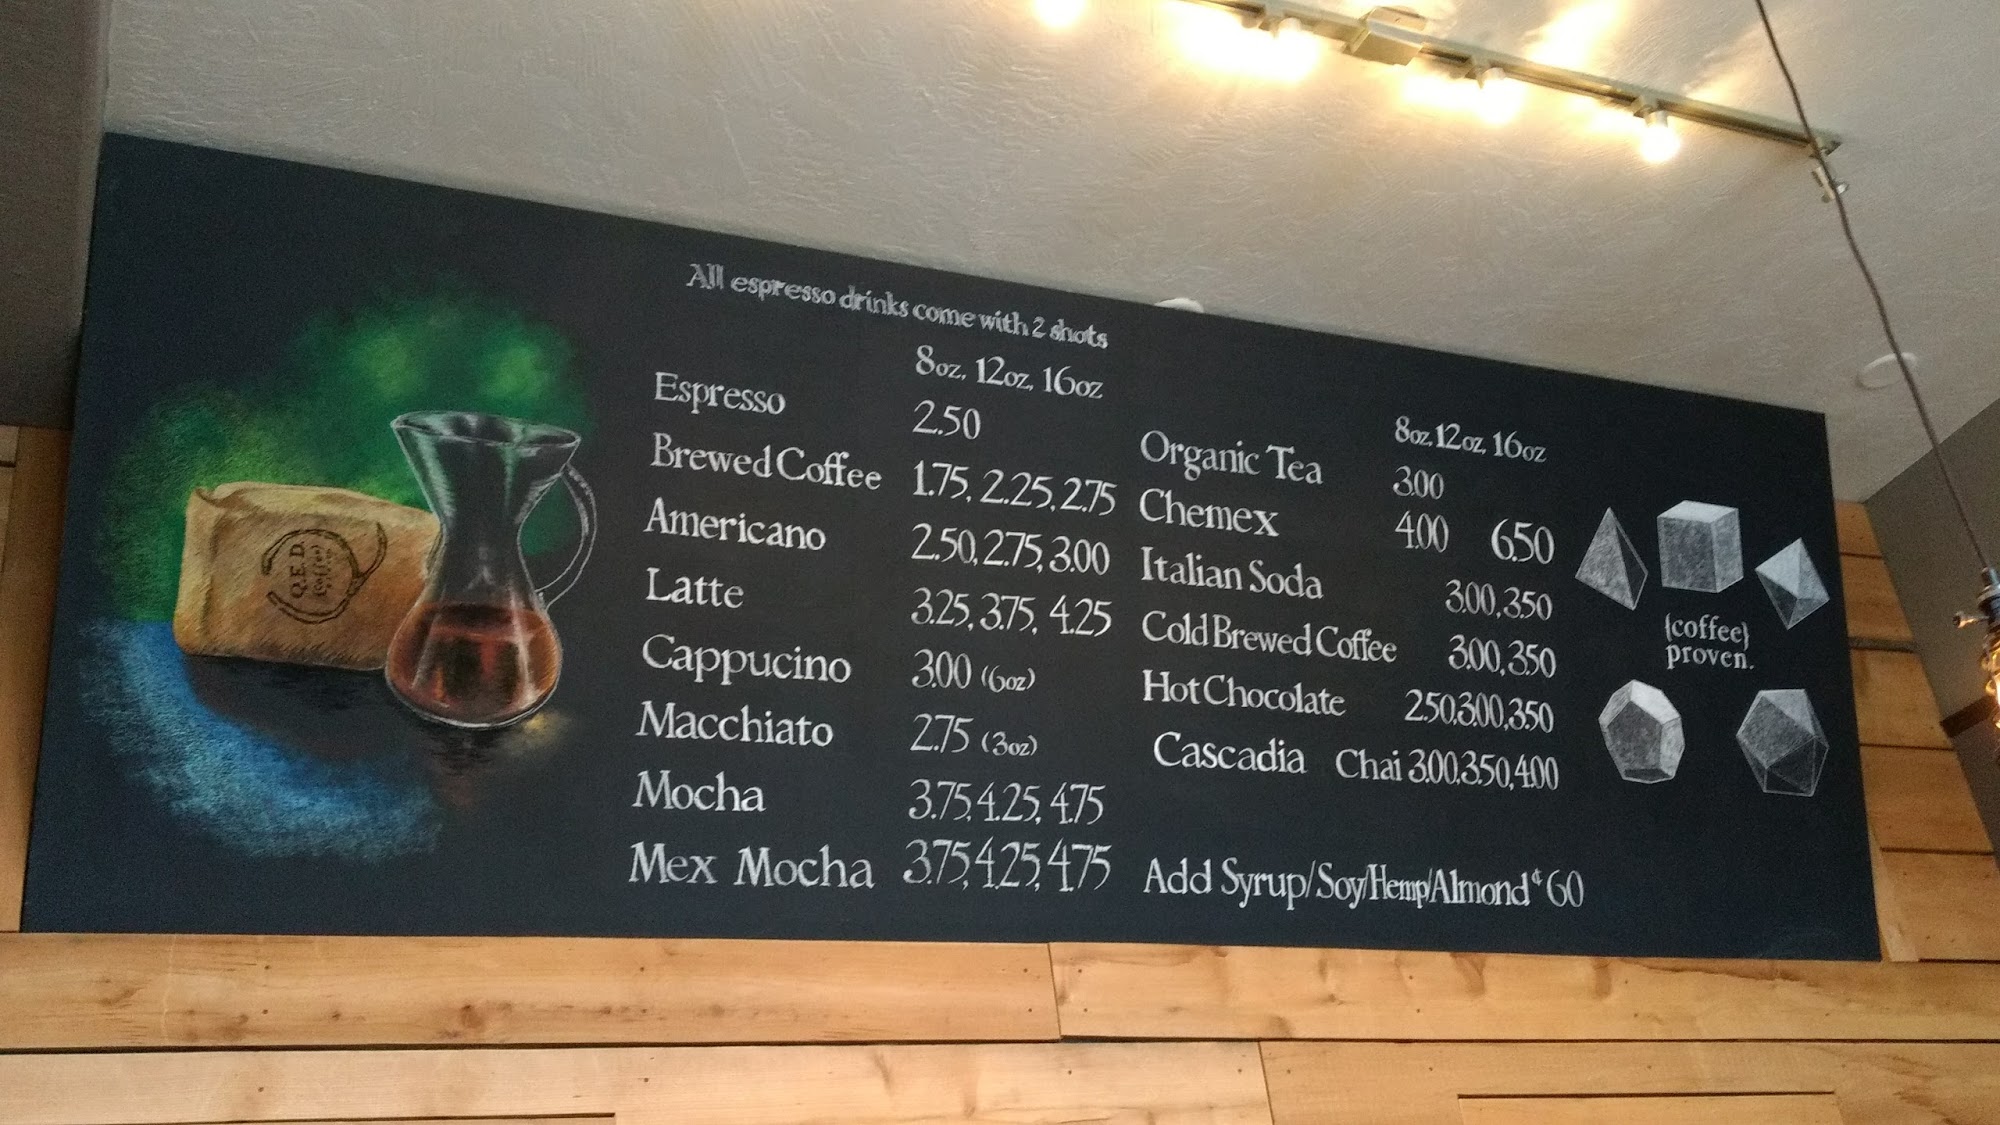 All espresso drinks come with 2 shots
8oz, 12oz, 16oz
Espresso 2.50
Brewed Coffee 1.75, 2.25, 2.75
Americano 2.50, 2.75, 3.00
Latte 3.25, 3.75, 4.25
Cappucino 3.00 (6oz)
Macchiato 2.75 (3oz)
Mocha 3.75, 4.25, 4.75
Mex Mocha 3.75, 4.25, 4.75
8oz, 12oz, 16oz
Organic Tea 3.00
Chemex 4.00 6.50
Italian Soda 3.00, 3.50
Cold Brewed Coffee 3.00, 3.50
Hot Chocolate 2.50, 3.00, 3.50
Cascadia Chai 3.00, 3.50, 4.00
Add Syrup/Soy/Hemp/Almond ¢60
{coffee}
proven.
Q.E.D.
(coffee)